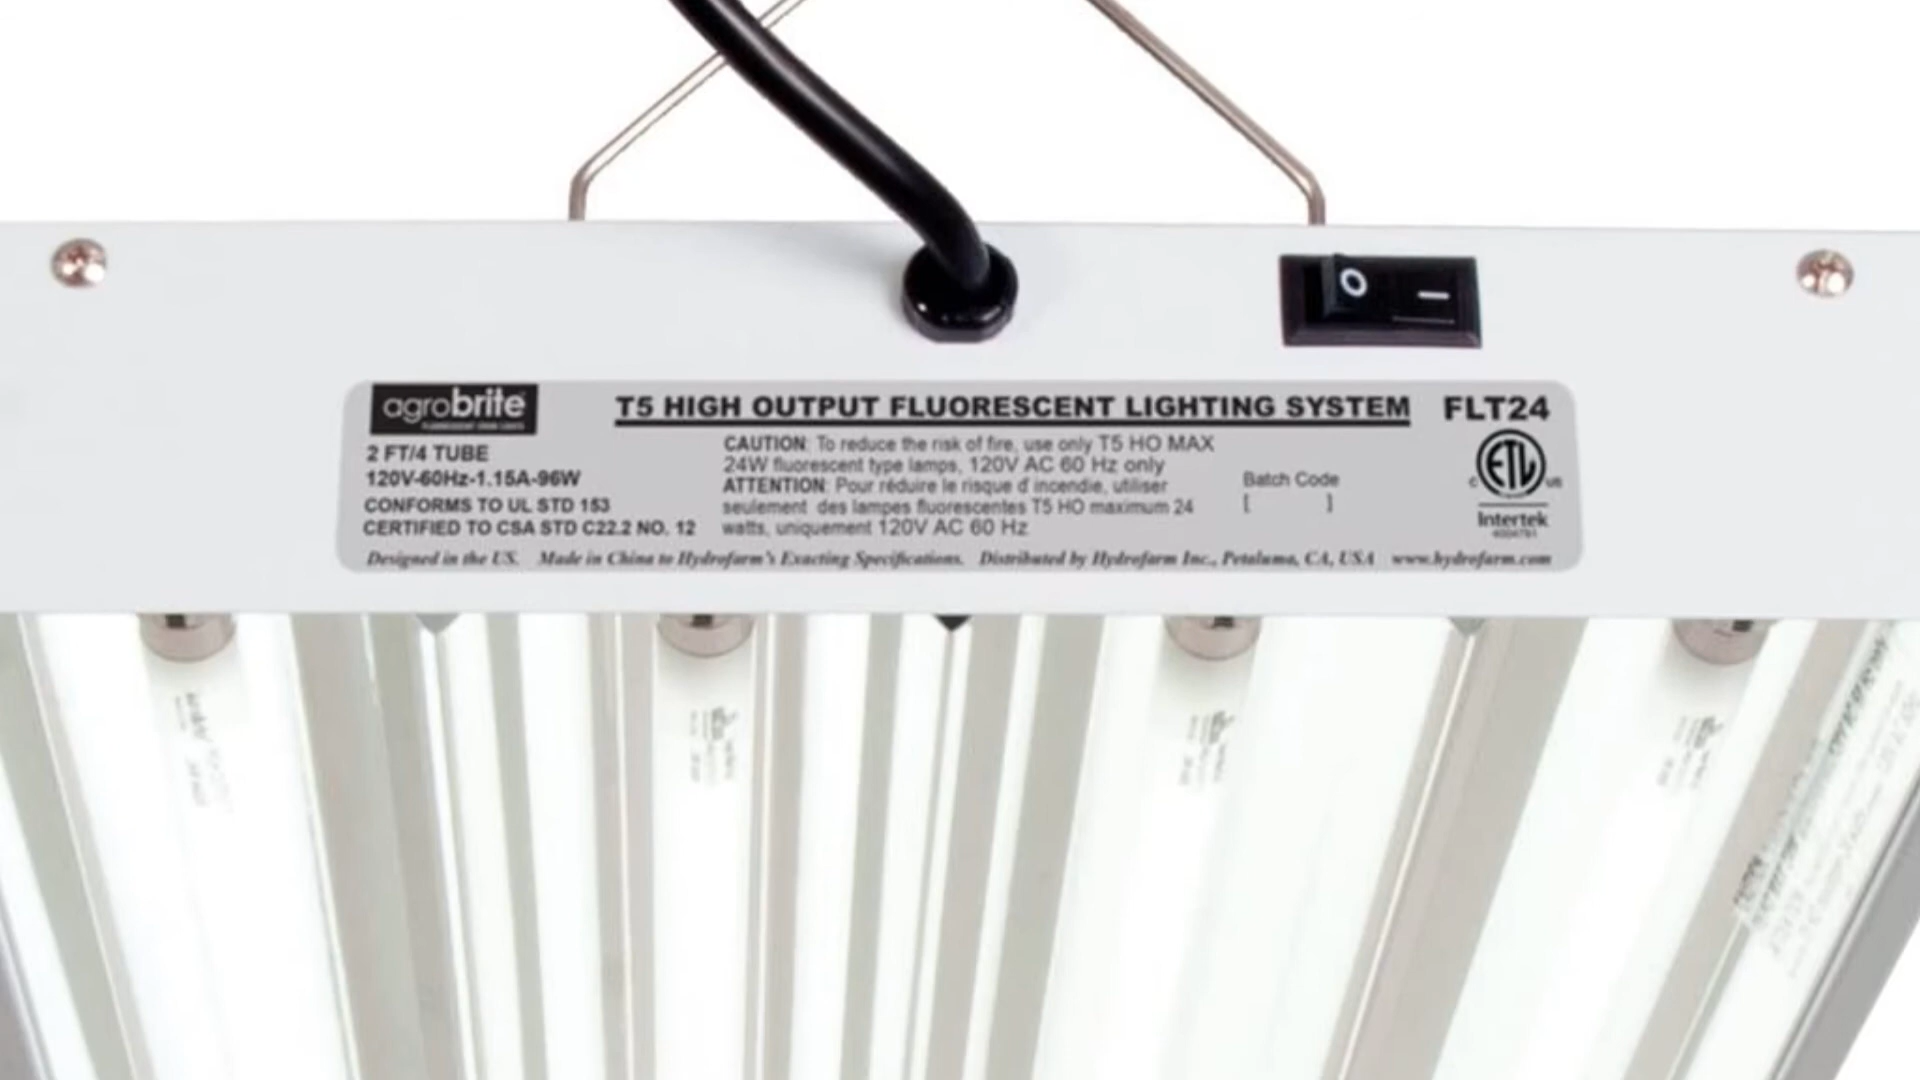 agrobrite
T5 HIGH OUTPUT FLUORESCENT LIGHTING SYSTEM
FLT24
2 FT/4 TUBE
120V-60Hz-1.15A-96W
CONFORMS TO UL STD 153
CERTIFIED TO CSA STD C22.2 NO. 12
CAUTION: To reduce the risk of fire, use only T5 HO MAX
24W fluorescent type lamps, 120V AC 60 Hz only
ATTENTION: Pour réduire le risque d'incendie, utiliser
seulement des lampes fluorescentes T5 HO maximum 24
watts, uniquement 120V AC 60 Hz
Batch Code
[ ]
C ETL US
Intertek
Designed in the US. Made in China to Hydrofarm's Exacting Specifications. Distributed by Hydrofarm Inc., Petaluma, CA, USA www.hydrofarm.com
O —